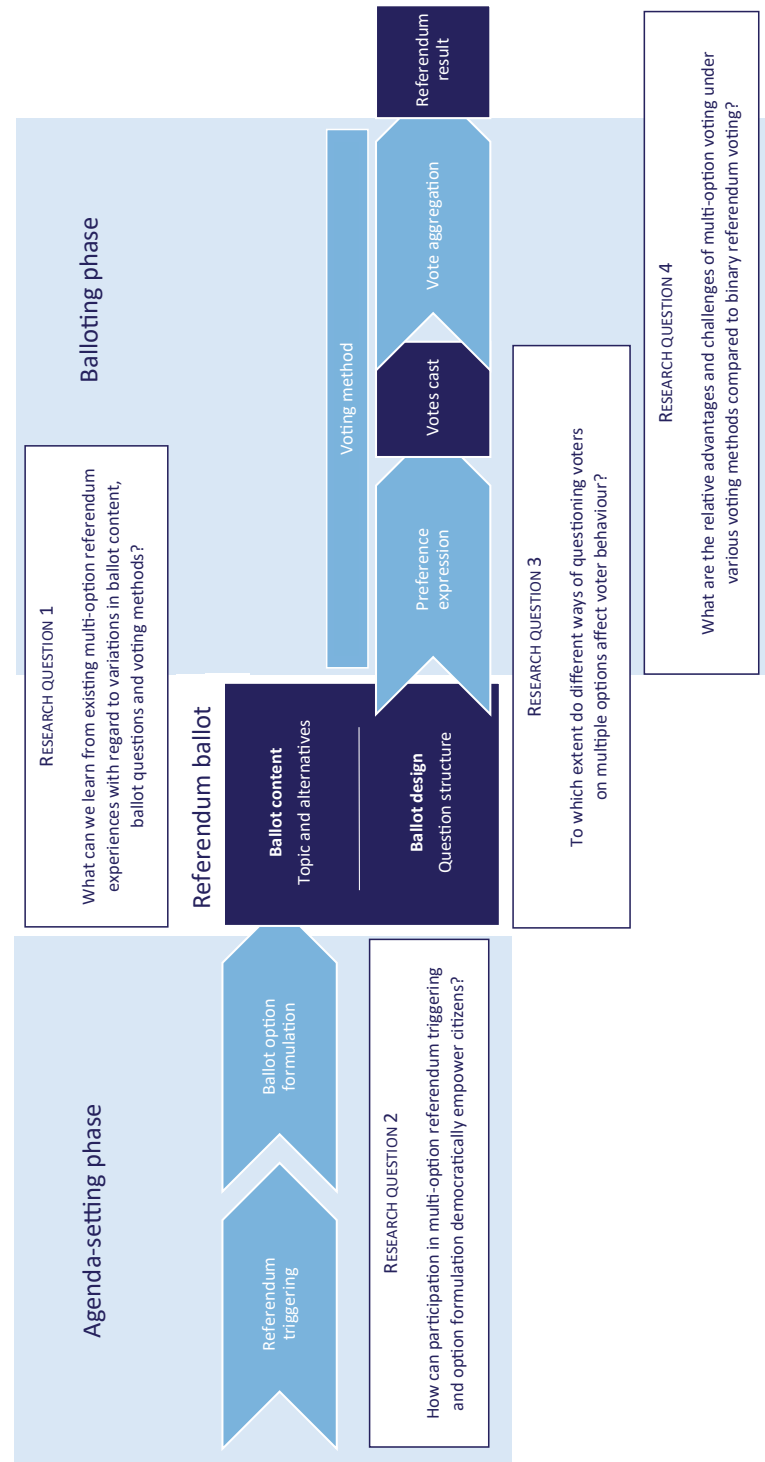 Agenda-setting phase
Balloting phase
RESEARCH QUESTION 1
What can we learn from existing multi-option referendum
experiences with regard to variations in ballot content,
ballot questions and voting methods?
Referendum
triggering
Ballot option
formulation
Referendum ballot
Ballot content
Topic and alternatives
Ballot design
Question structure
Voting method
Preference
expression
Votes cast
Vote aggregation
Referendum
result
RESEARCH QUESTION 2
How can participation in multi-option referendum triggering
and option formulation democratically empower citizens?
RESEARCH QUESTION 3
To which extent do different ways of questioning voters
on multiple options affect voter behaviour?
RESEARCH QUESTION 4
What are the relative advantages and challenges of multi-option voting under
various voting methods compared to binary referendum voting?